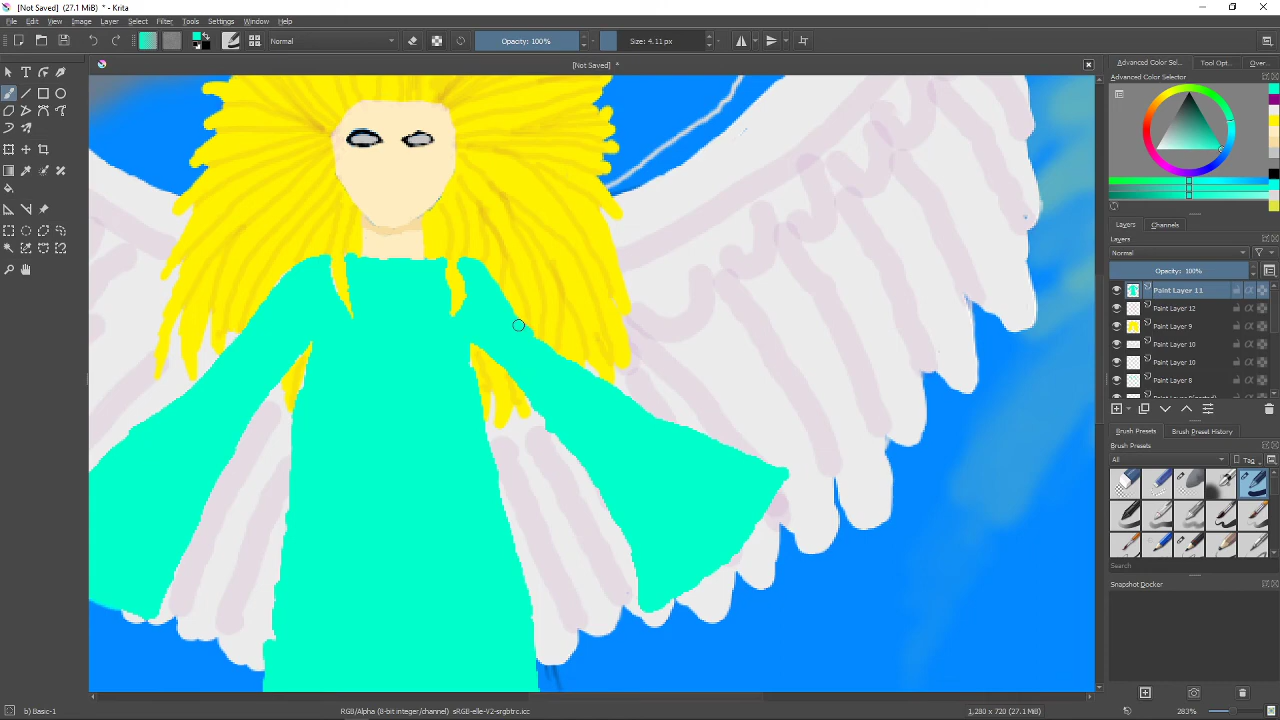 [Not Saved] (27.1 MiB) * - Krita
File Edit View Image Layer Select Filter Tools Settings Window Help
Normal
Opacity: 100%
Size: 4.11 px
[Not Saved] *
Advanced Color Sel... Tool Opt... Over...
Advanced Color Selector
Layers Channels
Layers
Normal
Opacity: 100%
Paint Layer 11
Paint Layer 12
Paint Layer 9
Paint Layer 10
Paint Layer 10
Paint Layer 8
Brush Presets Brush Preset History
Brush Presets
All Tag
Search
Snapshot Docker
b) Basic-1
RGB/Alpha (8-bit integer/channel) sRGB-elle-V2-srgbtrc.icc
1,280 x 720 (27.1 MiB)
283%